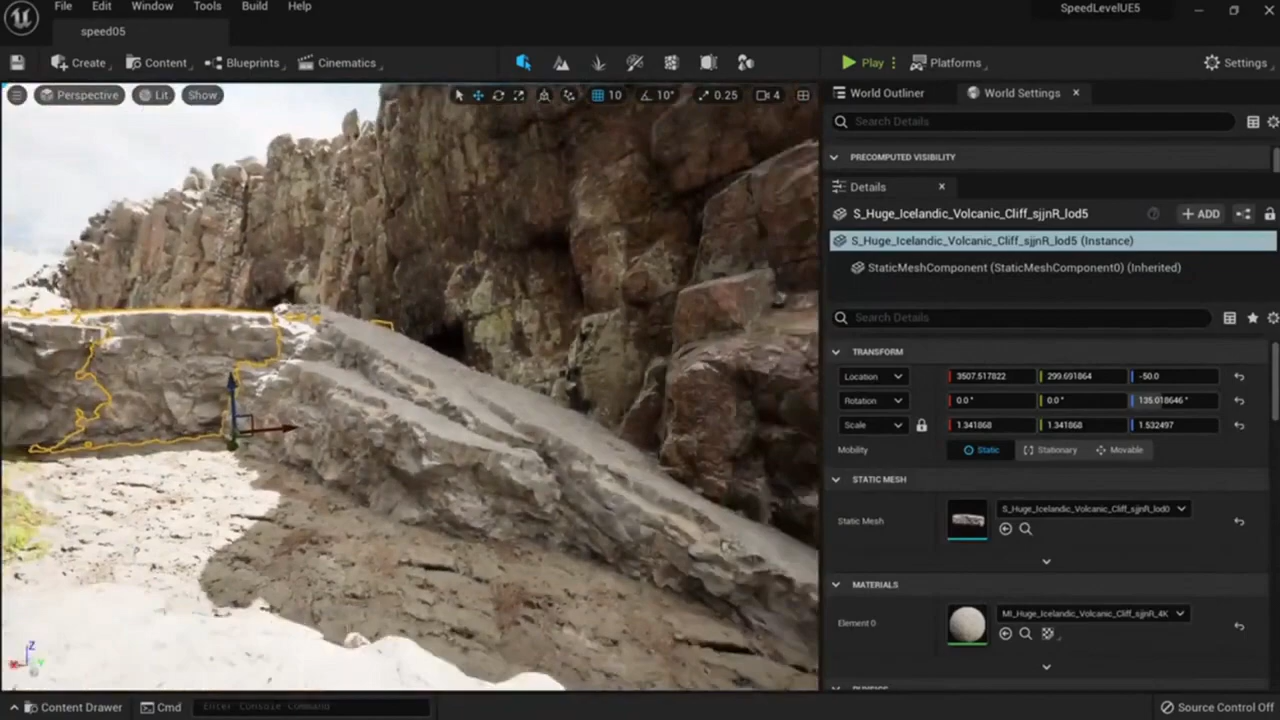 File Edit Window Tools Build Help
SpeedLevelUE5
speed05
Create Content Blueprints Cinematics
Play Platforms Settings
Perspective Lit Show
10 10° 0.25 4
World Outliner World Settings
Search Details
PRECOMPUTED VISIBILITY
Details
S_Huge_Icelandic_Volcanic_Cliff_sjjnR_lod5
ADD
S_Huge_Icelandic_Volcanic_Cliff_sjjnR_lod5 (Instance)
StaticMeshComponent (StaticMeshComponent0) (Inherited)
Search Details
TRANSFORM
Location 3507.517822 299.691864 -50.0
Rotation 0.0° 0.0° 135.018646°
Scale 1.341868 1.341868 1.532497
Mobility Static Stationary Movable
STATIC MESH
Static Mesh S_Huge_Icelandic_Volcanic_Cliff_sjjnR_lod0
MATERIALS
Element 0 MI_Huge_Icelandic_Volcanic_Cliff_sjjnR_4K
Z
Content Drawer Cmd Enter Console Command
Source Control Off